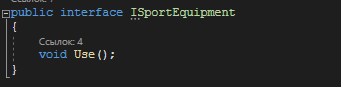 public interface ISportEquipment
{
Ссылок: 4
void Use();
}